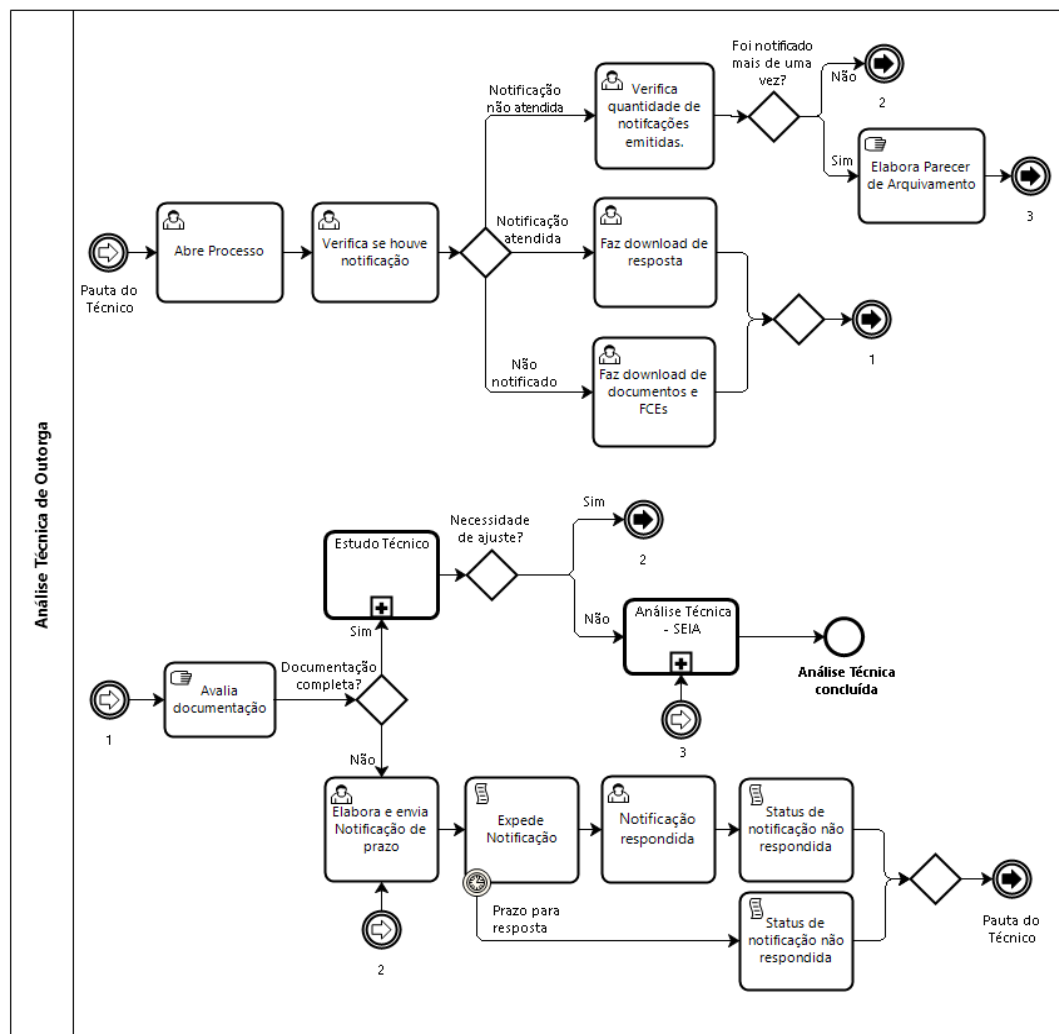 Análise Técnica de Outorga
Pauta do
Técnico
Abre Processo
Verifica se houve
notificação
Notificação
não atendida
Verifica
quantidade de
notifcações
emitidas.
Foi notificado
mais de uma
vez?
Não
2
Sim
Elabora Parecer
de Arquivamento
3
Notificação
atendida
Faz download de
resposta
Não
notificado
Faz download de
documentos e
FCEs
1
1
Avalia
documentação
Documentação
completa?
Sim
Estudo Técnico
Necessidade
de ajuste?
Sim
2
Não
Análise Técnica
- SEIA
3
Análise Técnica
concluída
Não
Elabora e envia
Notificação de
prazo
2
Expede
Notificação
Prazo para
resposta
Notificação
respondida
Status de
notificação não
respondida
Status de
notificação não
respondida
Pauta do
Técnico